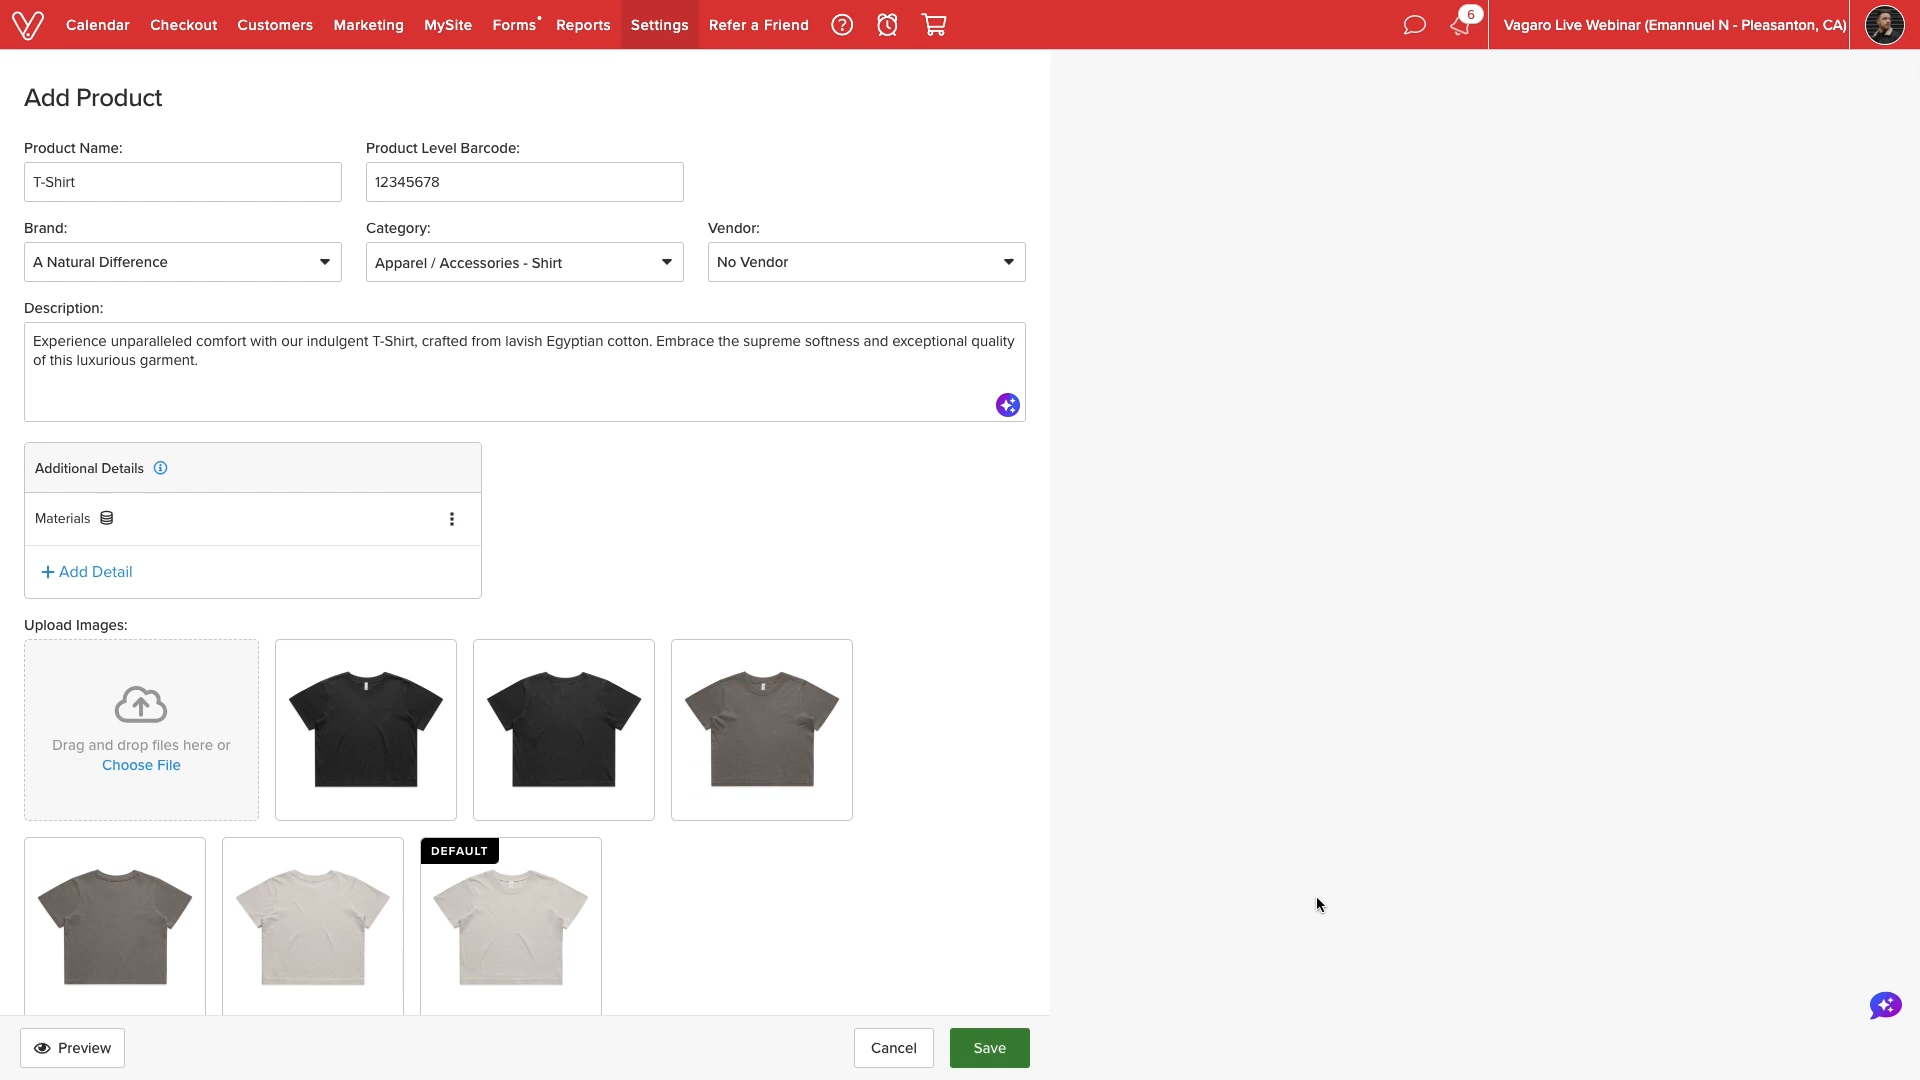 Calendar Checkout Customers Marketing MySite Forms Reports Settings Refer a Friend 6 Vagaro Live Webinar (Emannuel N - Pleasanton, CA)
Add Product
Product Name: Product Level Barcode:
T-Shirt 12345678
Brand: Category: Vendor:
A Natural Difference Apparel / Accessories - Shirt No Vendor
Description:
Experience unparalleled comfort with our indulgent T-Shirt, crafted from lavish Egyptian cotton. Embrace the supreme softness and exceptional quality
of this luxurious garment.
Additional Details
Materials
+ Add Detail
Upload Images:
Drag and drop files here or
Choose File
DEFAULT
Preview Cancel Save